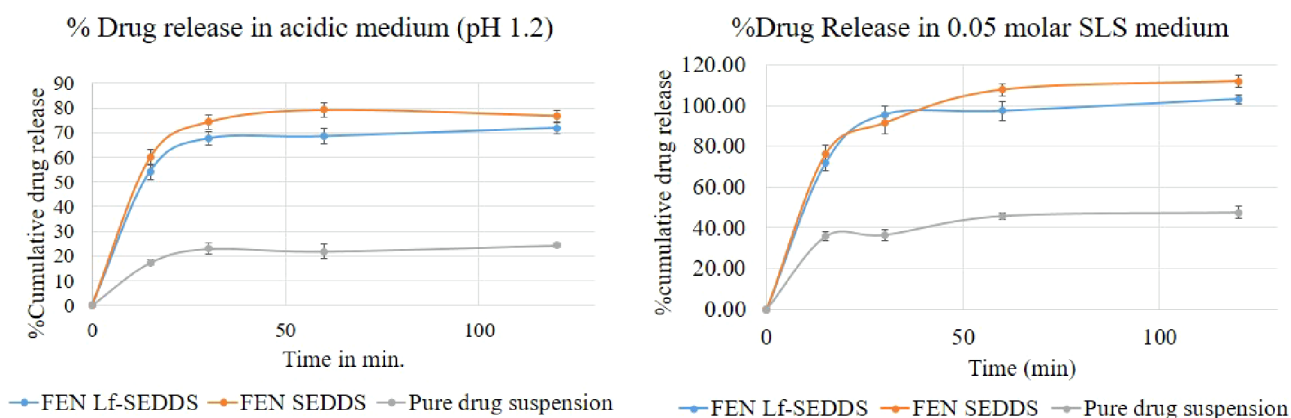 % Drug release in acidic medium (pH 1.2)
%Cumulative drug release
90
80
70
60
50
40
30
20
10
0
0
50
100
Time in min.
FEN Lf-SEDDS
FEN SEDDS
Pure drug suspension
%Drug Release in 0.05 molar SLS medium
%cumulative drug release
120.00
100.00
80.00
60.00
40.00
20.00
0.00
0
50
100
Time (min)
FEN Lf-SEDDS
FEN SEDDS
Pure drug suspension